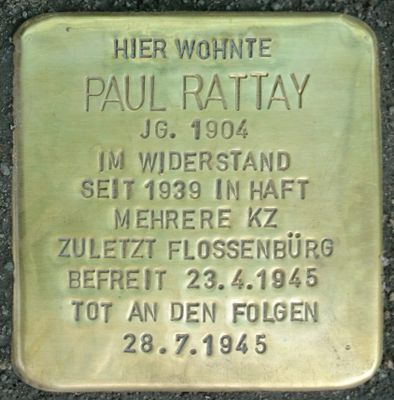 HIER WOHNTE
PAUL RATTAY
JG. 1904
IM WIDERSTAND
SEIT 1939 IN HAFT
MEHRERE KZ
ZULETZT FLOSSENBÜRG
BEFREIT 23.4.1945
TOT AN DEN FOLGEN
28.7.1945